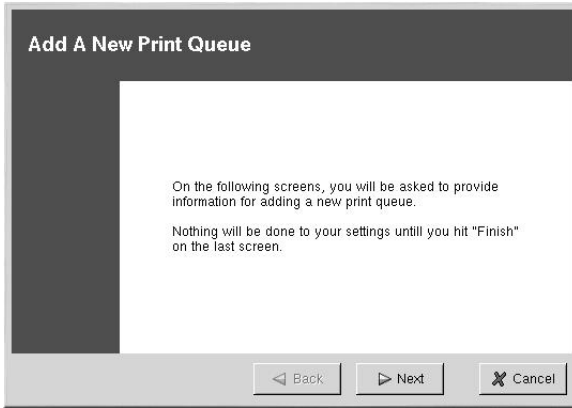 Add A New Print Queue
On the following screens, you will be asked to provide
information for adding a new print queue.
Nothing will be done to your settings untill you hit "Finish"
on the last screen.
Back
Next
Cancel